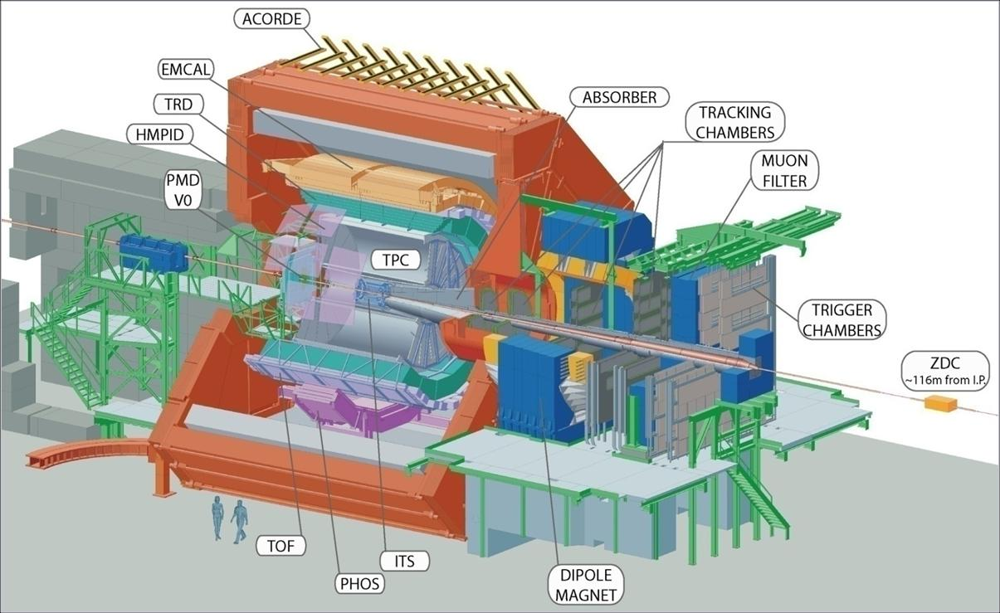 ACORDE
EMCAL
TRD
HMPID
PMD
V0
ABSORBER
TRACKING
CHAMBERS
MUON
FILTER
TPC
TRIGGER
CHAMBERS
ZDC
~116m from I.P.
TOF
PHOS
ITS
DIPOLE
MAGNET